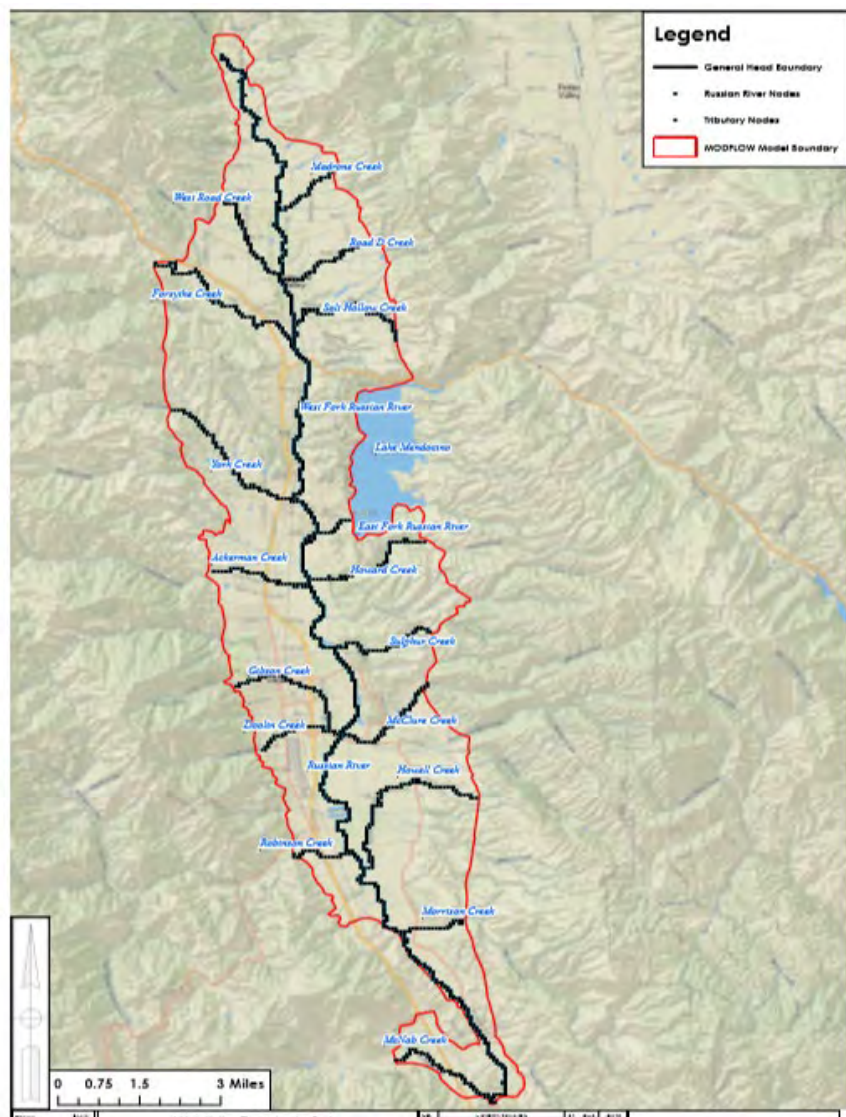 Legend
General Head Boundary
Russian River Nodes
Tributary Nodes
MODFLOW Model Boundary
Valley
Madrone Creek
West Road Creek
Road D Creek
Forsythe Creek
Salt Hollow Creek
West Fork Russian River
Lake Mendocino
York Creek
East Fork Russian River
Ackerman Creek
Howard Creek
Sulphur Creek
Gibson Creek
Doolin Creek
McClure Creek
Russian River
Howell Creek
Robinson Creek
Morrison Creek
McNab Creek
0 0.75 1.5 3 Miles